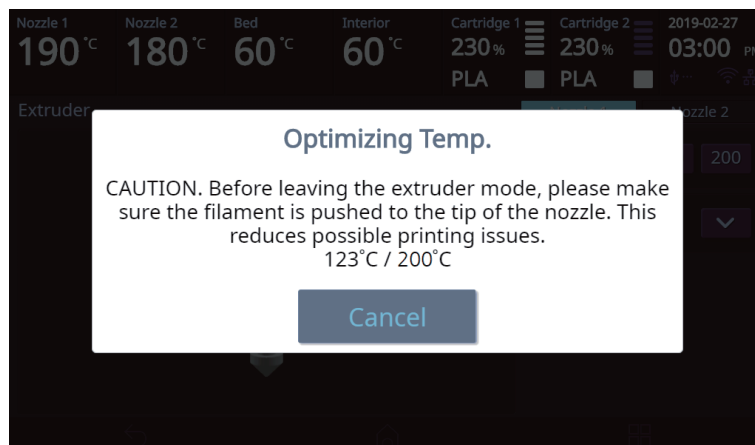 Nozzle 1 Nozzle 2 Bed Interior Cartridge 1 Cartridge 2 2019-02-27
190°C 180°C 60°C 60°C 230% 230% 03:00 PM
PLA PLA
Extruder Nozzle 2
200
Optimizing Temp.
CAUTION. Before leaving the extruder mode, please make
sure the filament is pushed to the tip of the nozzle. This
reduces possible printing issues.
123°C / 200°C
Cancel